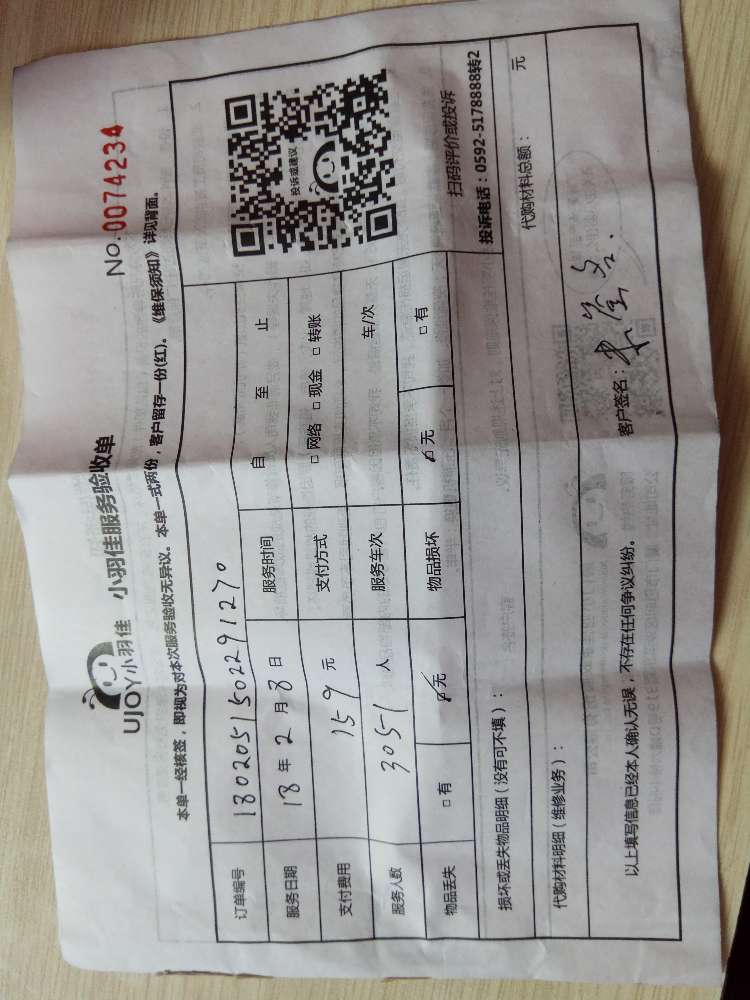 UJOY小羽佳 小羽佳服务验收单
NO.0074234
本单一经核签，即视为对本次服务验收无异议。本单一式两份，客户留存一份(红)。《维保须知》详见背面。
订单编号 1802051502291270
服务日期 18年2月8日 服务时间 自 至 止
支付费用 159元 支付方式 □网络 □现金 □转账
服务人数 3051人 服务车次 车/次
物品丢失 □有 ☑无 物品损坏 ☑无 □有
投诉或建议
扫码评价或投诉
投诉电话：0592-5178888转2
损坏或丢失物品明细（没有可不填）：
代购材料明细（维修业务）： 代购材料总额： 元
以上填写信息已经本人确认无误，不存在任何争议纠纷。 客户签名：